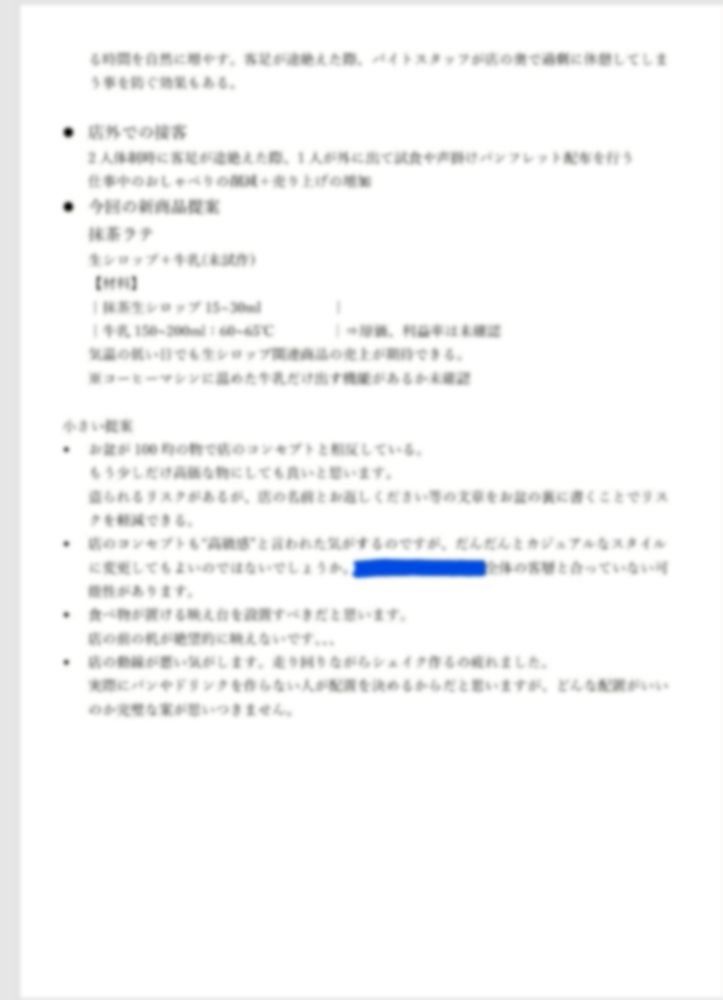 る時間を自然に増やす。客足が途絶えた際、バイトスタッフが店の奥で過剰に休憩してしま
う事を防ぐ効果もある。
● 店外での接客
2人体制時に客足が途絶えた際、1人が外に出て試食や声掛けパンフレット配布を行う
仕事中のおしゃべりの削減+売り上げの増加
● 今回の新商品提案
抹茶ラテ
生シロップ+牛乳(未試作)
【材料】
|抹茶生シロップ 15~30ml |
|牛乳 150~200ml:60~65℃ |⇒原価、利益率は未確認
気温の低い日でも生シロップ関連商品の売上が期待できる。
※コーヒーマシンに温めた牛乳だけ出す機能があるか未確認
小さい提案
• お盆が 100 均の物で店のコンセプトと相反している。
もう少しだけ高価な物にしても良いと思います。
盗られるリスクがあるが、店の名前とお返しください等の文章をお盆の裏に書くことでリス
クを軽減できる。
• 店のコンセプトも“高級感”と言われた気がするのですが、だんだんとカジュアルなスタイル
に変更してもよいのではないでしょうか。全体の客層と合っていない可
能性があります。
• 食べ物が置ける映え台を設置すべきだと思います。
店の前の机が絶望的に映えないです、、、
• 店の動線が悪い気がします。走り回りながらシェイク作るの疲れました。
実際にパンやドリンクを作らない人が配置を決めるからだと思いますが、どんな配置がいい
のか完璧な案が思いつきません。